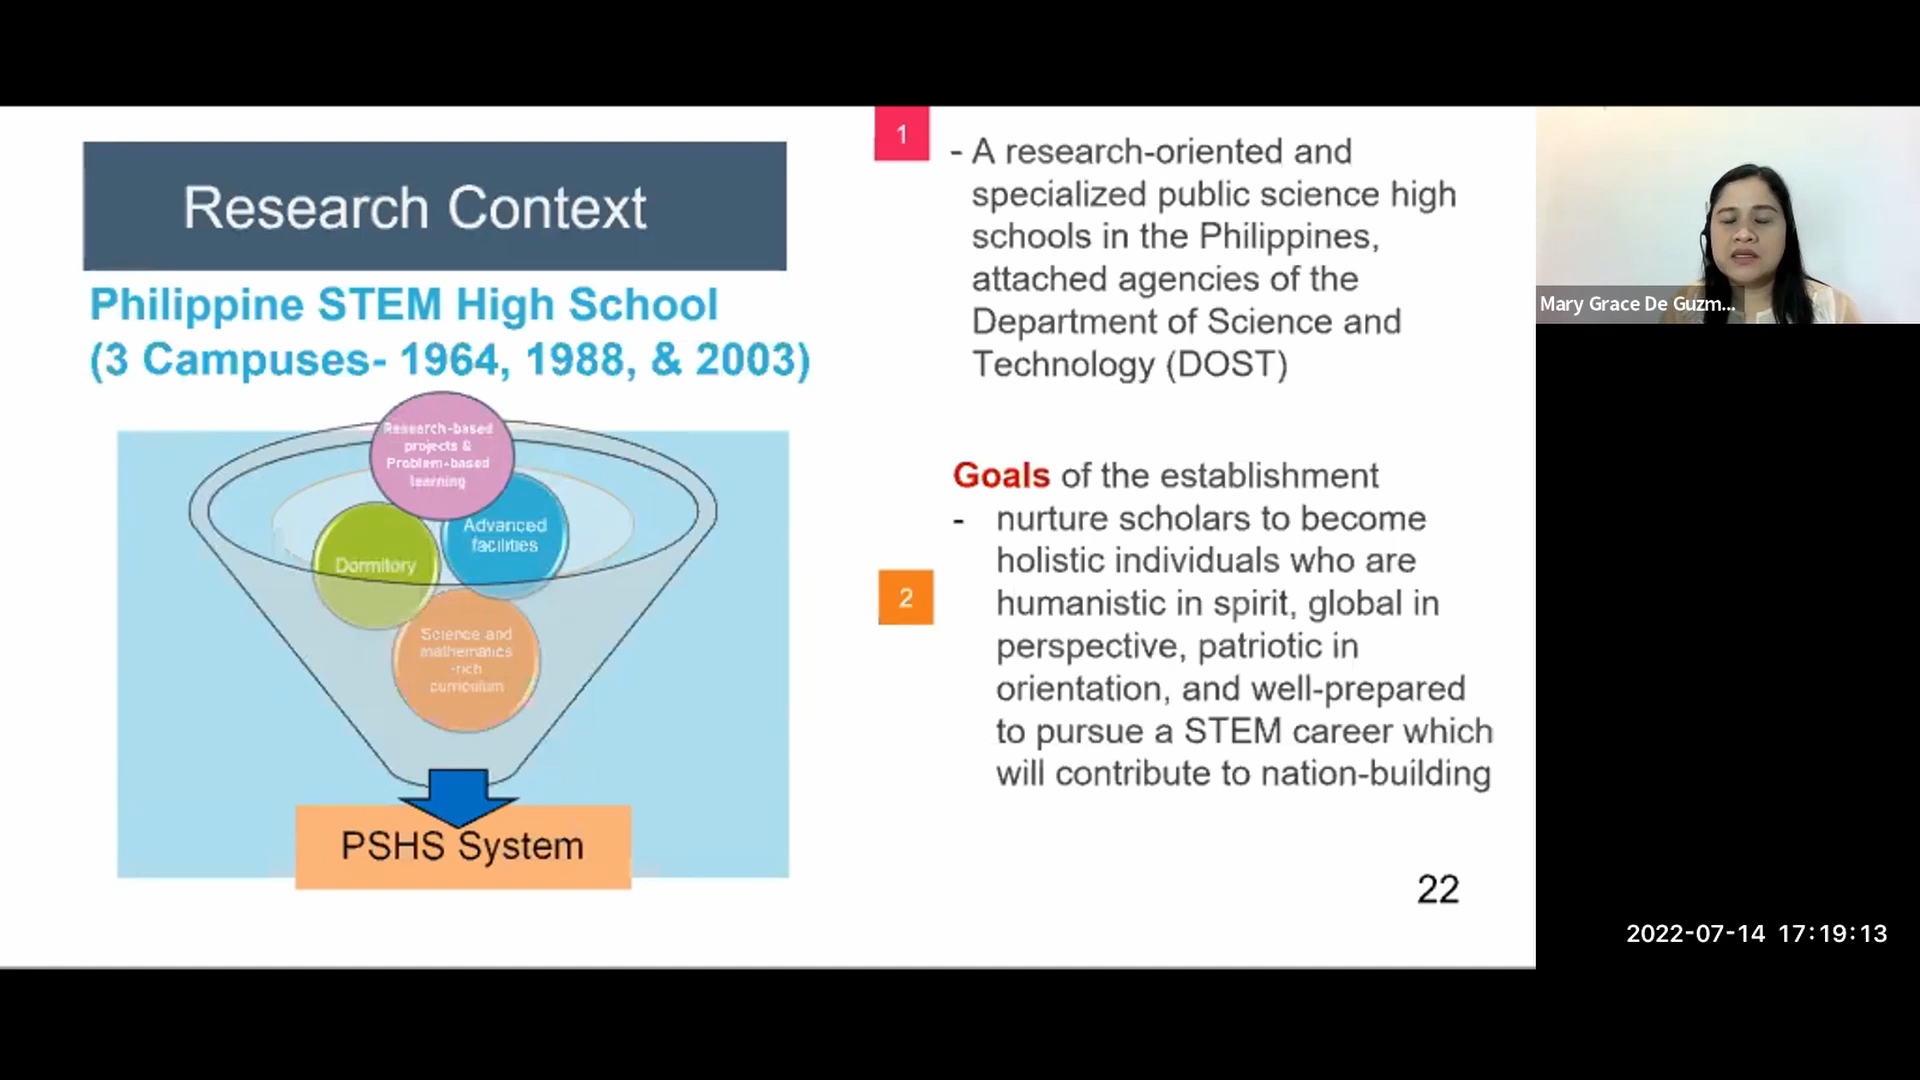 Research Context
Philippine STEM High School
(3 Campuses- 1964, 1988, & 2003)
Research-based
projects &
Problem-based
learning
Advanced
facilities
Dormitory
Science and
mathematics
-rich
curriculum
PSHS System
1
- A research-oriented and
specialized public science high
schools in the Philippines,
attached agencies of the
Department of Science and
Technology (DOST)
Goals of the establishment
- nurture scholars to become
holistic individuals who are
2
humanistic in spirit, global in
perspective, patriotic in
orientation, and well-prepared
to pursue a STEM career which
will contribute to nation-building
22
Mary Grace De Guzm...
2022-07-14 17:19:13